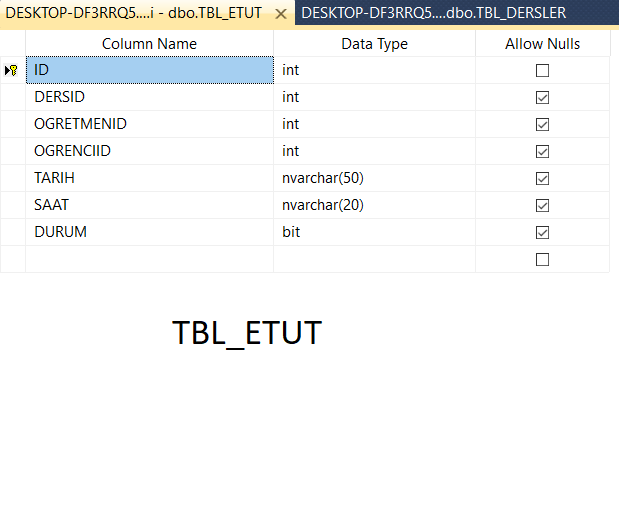 DESKTOP-DF3RRQ5....i - dbo.TBL_ETUT DESKTOP-DF3RRQ5....dbo.TBL_DERSLER
Column Name Data Type Allow Nulls
ID int
DERSID int
OGRETMENID int
OGRENCIID int
TARIH nvarchar(50)
SAAT nvarchar(20)
DURUM bit
TBL_ETUT